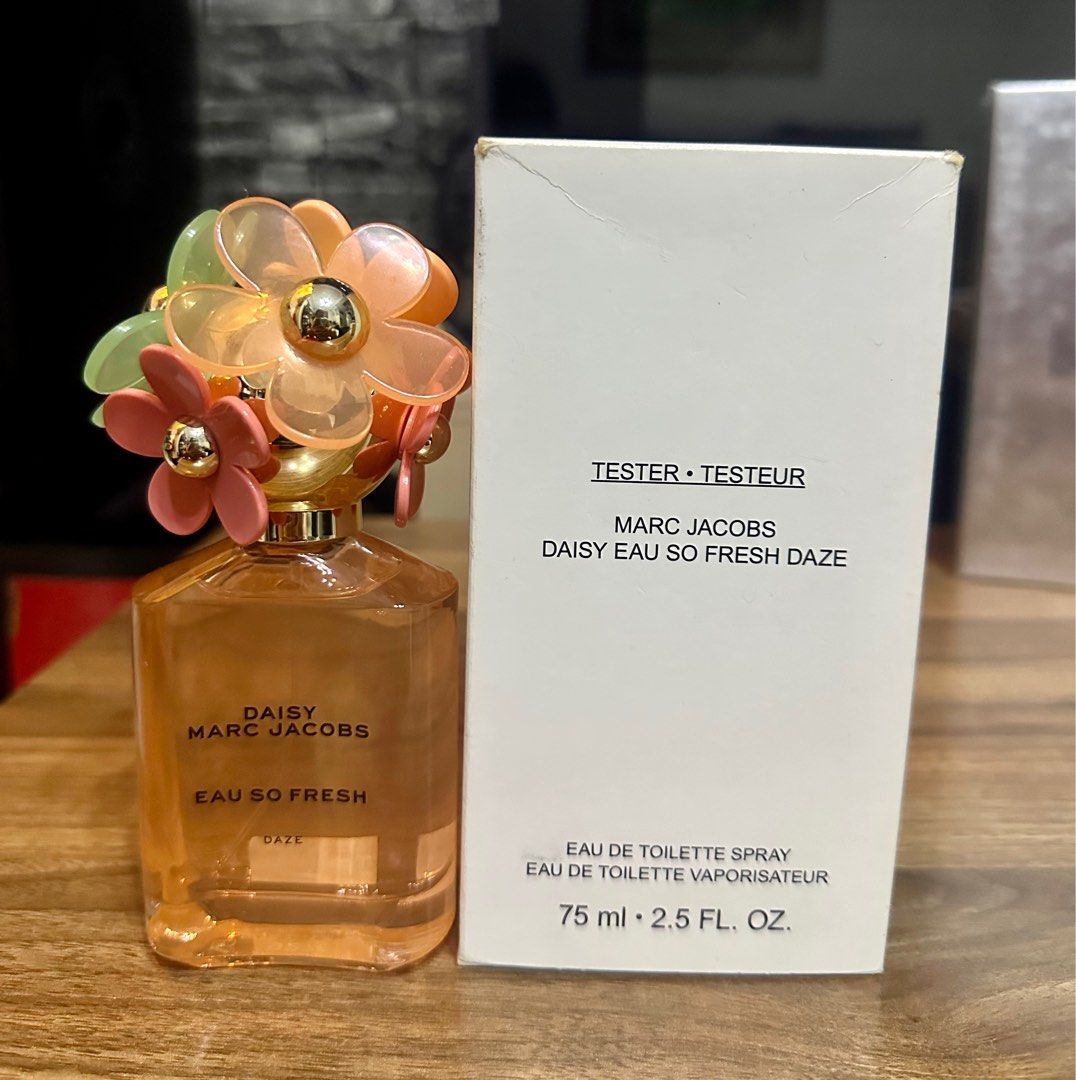 DAISY
MARC JACOBS
EAU SO FRESH
DAZE
TESTER • TESTEUR
MARC JACOBS
DAISY EAU SO FRESH DAZE
EAU DE TOILETTE SPRAY
EAU DE TOILETTE VAPORISATEUR
75 ml • 2.5 FL. OZ.